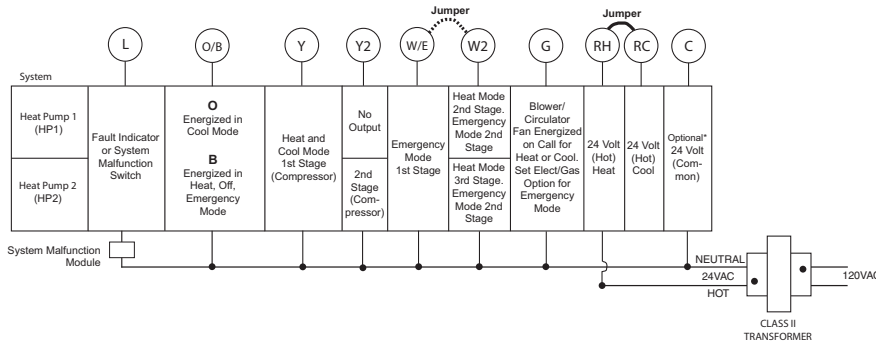 Jumper
Jumper
L
O/B
Y
Y2
W/E
W2
G
RH
RC
C
System
Heat Pump 1
(HP1)
Heat Pump 2
(HP2)
Fault Indicator
or System
Malfunction
Switch
O
Energized in
Cool Mode
B
Energized in
Heat, Off,
Emergency
Mode
Heat and
Cool Mode
1st Stage
(Compressor)
No
Output
2nd
Stage
(Com-
pressor)
Emergency
Mode
1st Stage
Heat Mode
2nd Stage.
Emergency
Mode 2nd
Stage
Heat Mode
3rd Stage.
Emergency
Mode 2nd
Stage
Blower/
Circulator
Fan Energized
on Call for
Heat or Cool.
Set Elect/Gas
Option for
Emergency
Mode
24 Volt
(Hot)
Heat
24 Volt
(Hot)
Cool
Optional*
24 Volt
(Com-
mon)
System Malfunction
Module
NEUTRAL
24VAC
HOT
120VAC
CLASS II
TRANSFORMER